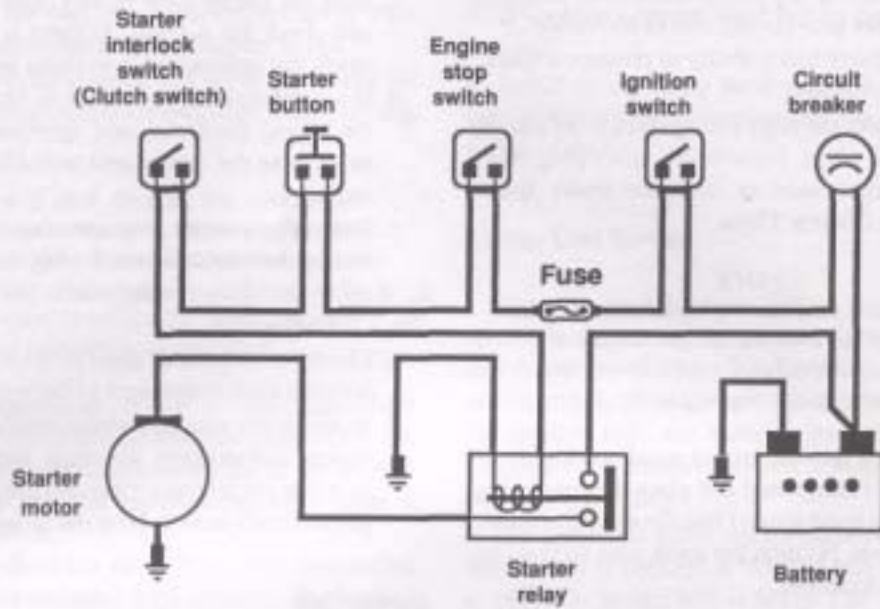 Starter
interlock
switch
(Clutch switch)
Starter
button
Engine
stop
switch
Ignition
switch
Circuit
breaker
Fuse
Starter
motor
Starter
relay
Battery